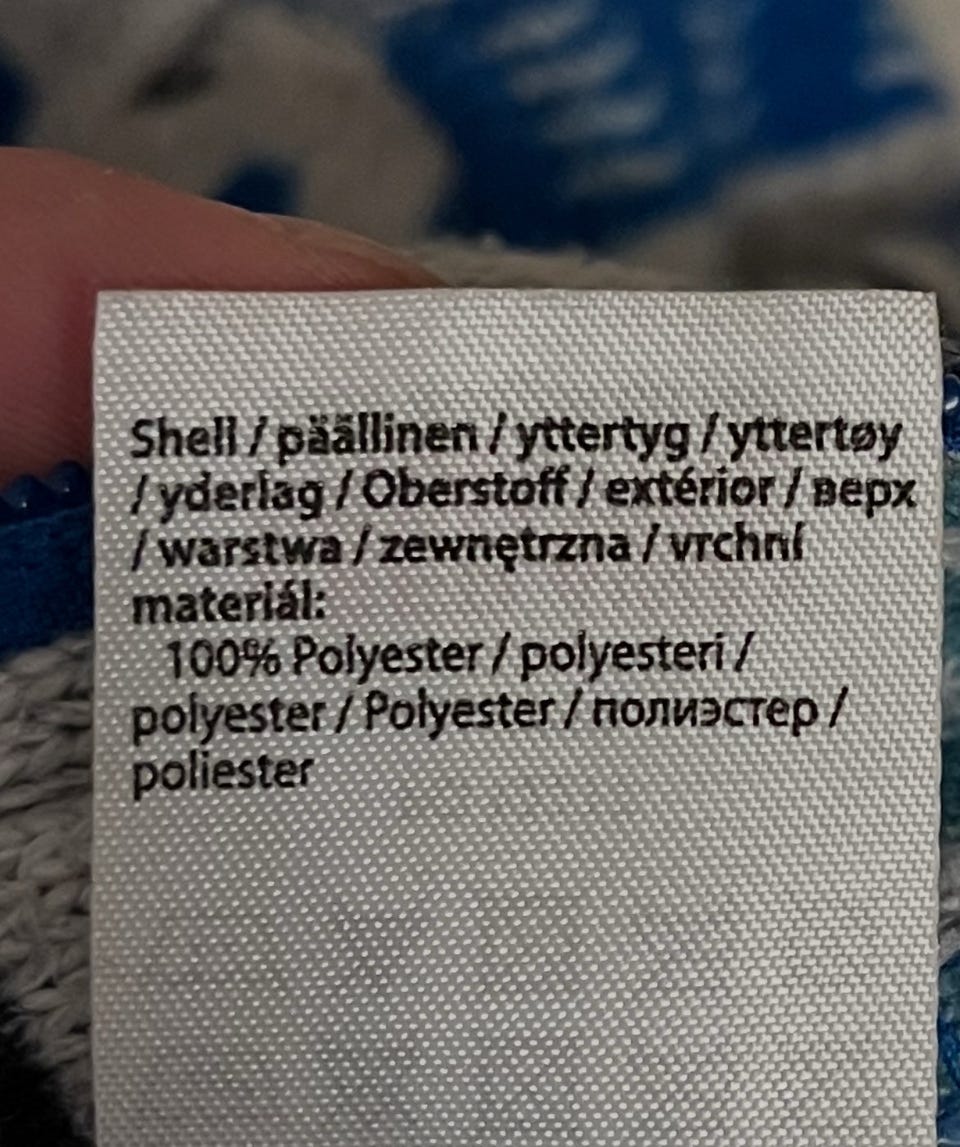 Shell / päällinen / yttertyg / yttertøy
/ yderlag / Oberstoff / extérior / верх
/ warstwa / zewnętrzna / vrchní
materiál:
100% Polyester / polyesteri /
polyester / Polyester / полиэстер /
poliester